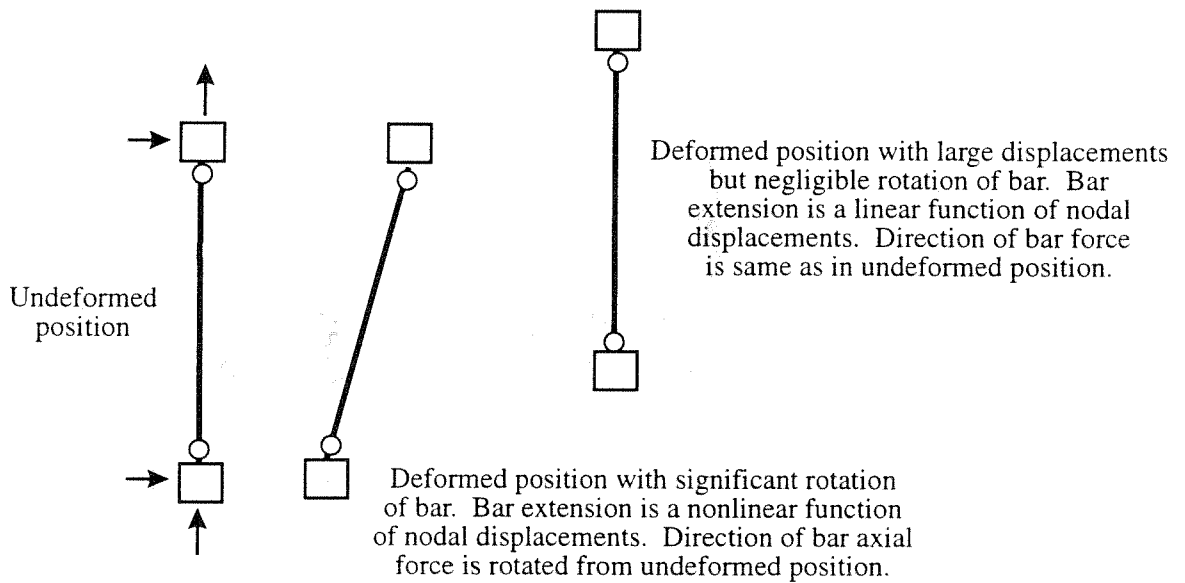 Undeformed
position
Deformed position with large displacements
but negligible rotation of bar. Bar
extension is a linear function of nodal
displacements. Direction of bar force
is same as in undeformed position.
Deformed position with significant rotation
of bar. Bar extension is a nonlinear function
of nodal displacements. Direction of bar axial
force is rotated from undeformed position.